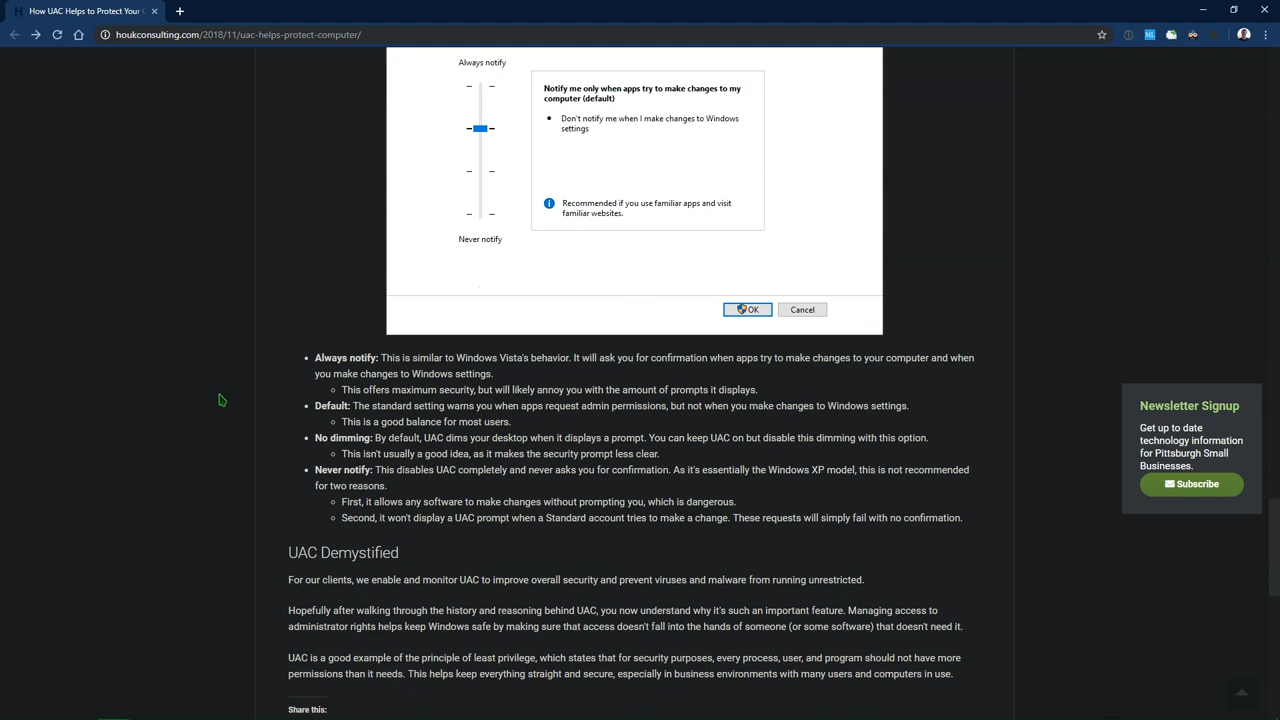 How UAC Helps to Protect Your C
houkconsulting.com/2018/11/uac-helps-protect-computer/
Always notify
Notify me only when apps try to make changes to my
computer (default)
Don't notify me when I make changes to Windows
settings
Recommended if you use familiar apps and visit
familiar websites.
Never notify
OK
Cancel
Always notify: This is similar to Windows Vista's behavior. It will ask you for confirmation when apps try to make changes to your computer and when
you make changes to Windows settings.
This offers maximum security, but will likely annoy you with the amount of prompts it displays.
Default: The standard setting warns you when apps request admin permissions, but not when you make changes to Windows settings.
This is a good balance for most users.
No dimming: By default, UAC dims your desktop when it displays a prompt. You can keep UAC on but disable this dimming with this option.
This isn't usually a good idea, as it makes the security prompt less clear.
Never notify: This disables UAC completely and never asks you for confirmation. As it's essentially the Windows XP model, this is not recommended
for two reasons.
First, it allows any software to make changes without prompting you, which is dangerous.
Second, it won't display a UAC prompt when a Standard account tries to make a change. These requests will simply fail with no confirmation.
UAC Demystified
For our clients, we enable and monitor UAC to improve overall security and prevent viruses and malware from running unrestricted.
Hopefully after walking through the history and reasoning behind UAC, you now understand why it's such an important feature. Managing access to
administrator rights helps keep Windows safe by making sure that access doesn't fall into the hands of someone (or some software) that doesn't need it.
UAC is a good example of the principle of least privilege, which states that for security purposes, every process, user, and program should not have more
permissions than it needs. This helps keep everything straight and secure, especially in business environments with many users and computers in use.
Share this:
Newsletter Signup
Get up to date
technology information
for Pittsburgh Small
Businesses.
Subscribe